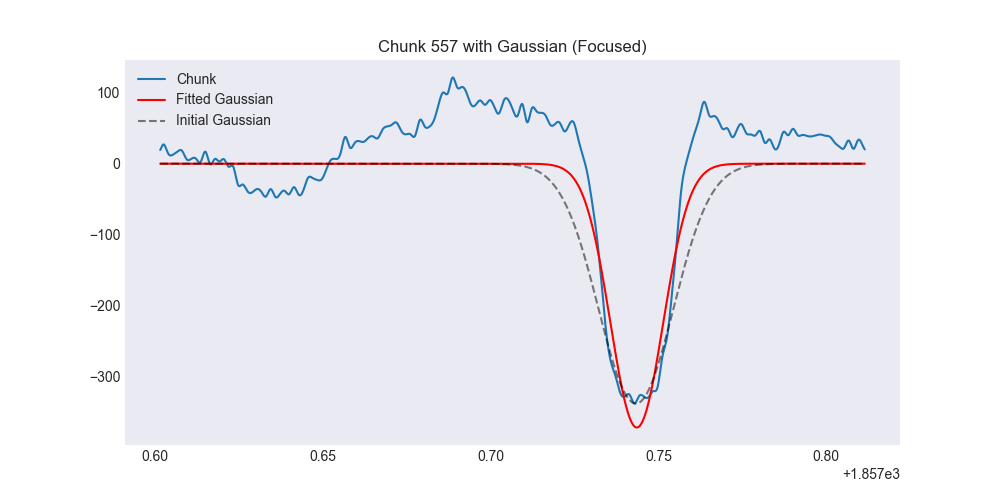 Chunk 557 with Gaussian (Focused)
Chunk
Fitted Gaussian
Initial Gaussian
100
0
−100
−200
−300
0.60 0.65 0.70 0.75 0.80
+1.857e3